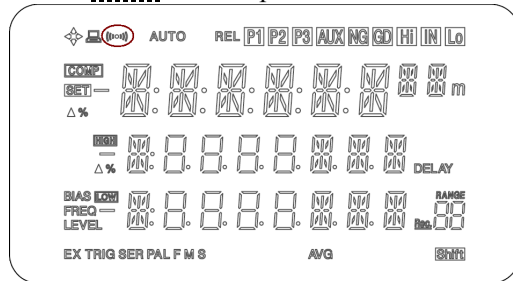 AUTO REL P1 P2 P3 AUX NG GD Hi IN Lo
COMP
SET
m
Δ %
HIGH
Δ % DELAY
BIAS LOW RANGE
FREQ
LEVEL Rec.
EX TRIG SER PAL F M S AVG Shift